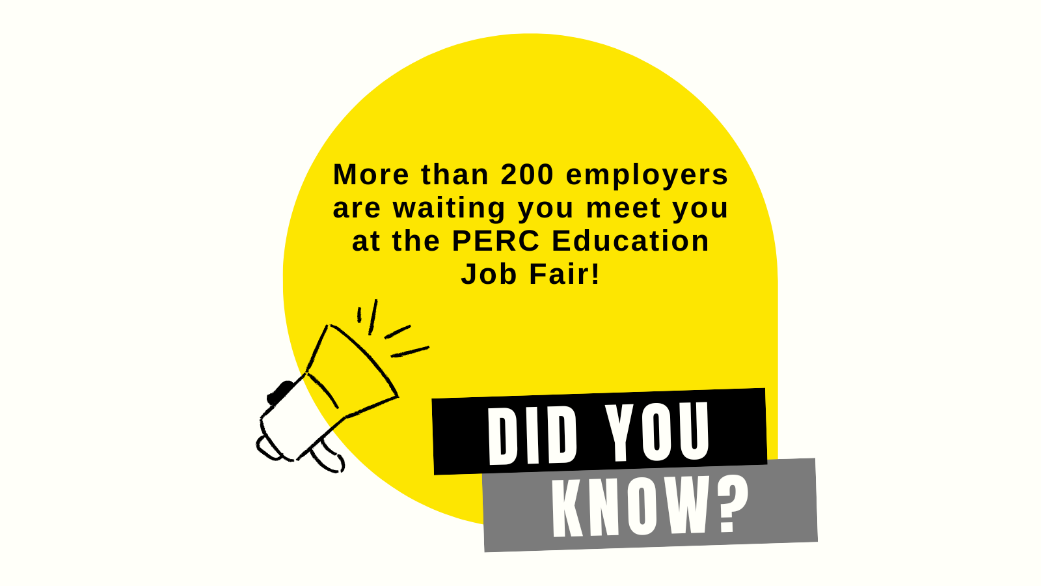 More than 200 employers
are waiting you meet you
at the PERC Education
Job Fair!
DID YOU
KNOW?